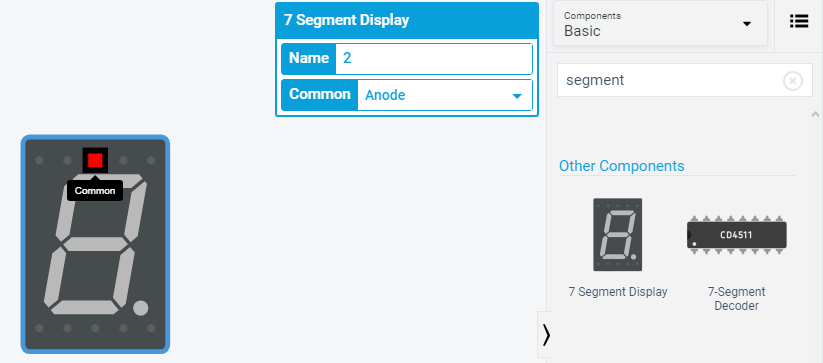 7 Segment Display
Name 2
Common Anode
Common
Components
Basic
segment
Other Components
CD4511
7 Segment Display
7-Segment
Decoder